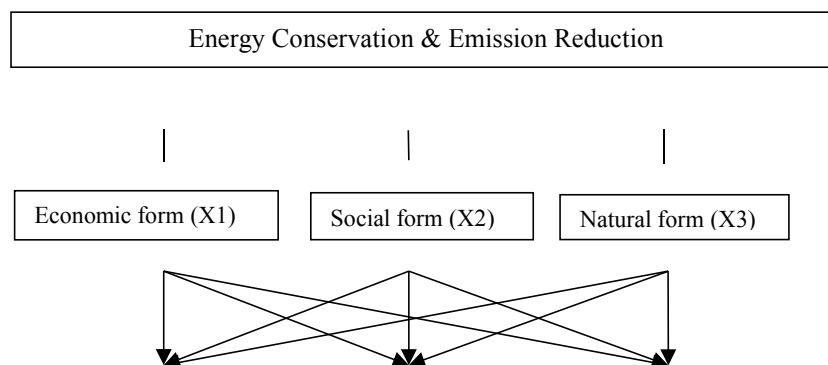 Energy Conservation & Emission Reduction
Economic form (X1)
Social form (X2)
Natural form (X3)